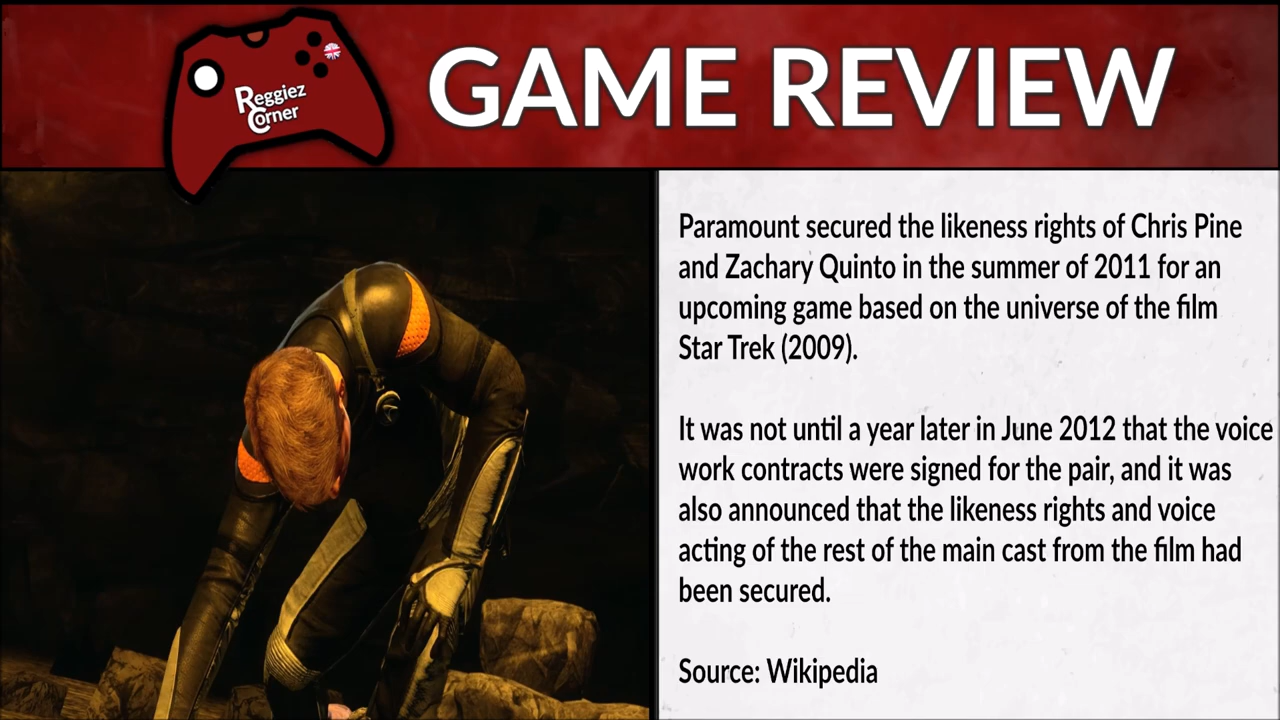 Reggiez
Corner
GAME REVIEW
Paramount secured the likeness rights of Chris Pine
and Zachary Quinto in the summer of 2011 for an
upcoming game based on the universe of the film
Star Trek (2009).
It was not until a year later in June 2012 that the voice
work contracts were signed for the pair, and it was
also announced that the likeness rights and voice
acting of the rest of the main cast from the film had
been secured.
Source: Wikipedia